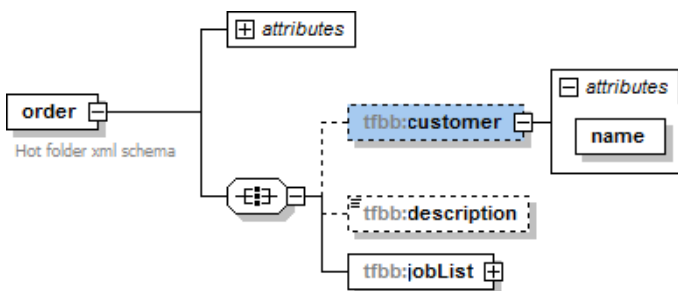 attributes
order
Hot folder xml schema
tfbb:customer
attributes
name
tfbb:description
tfbb:jobList